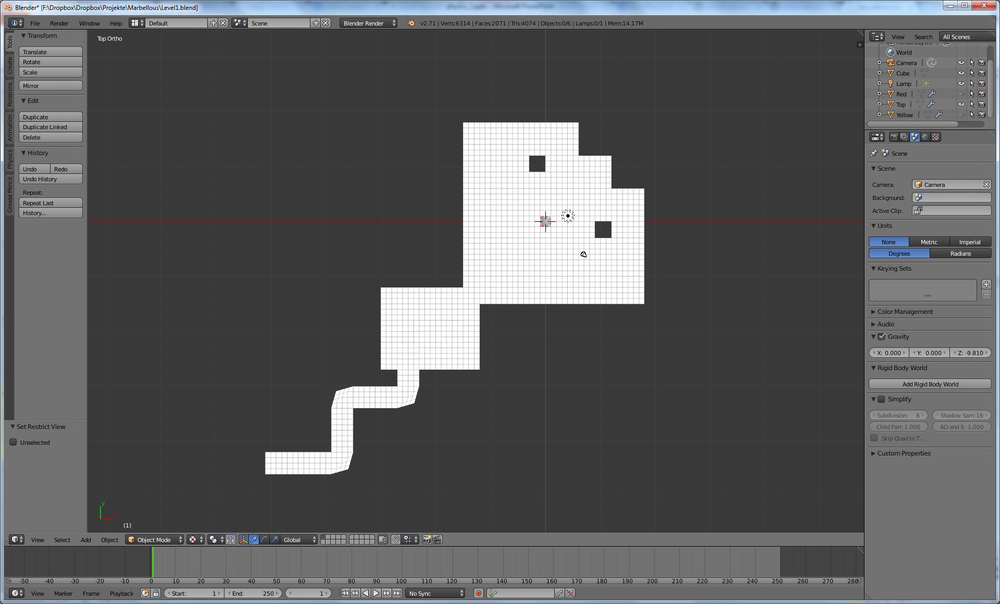 Blender* [F:\Dropbox\Dropbox\Projekte\Marbellous\Level1.blend]
File Render Window Help Default Scene Blender Render v2.71 | Verts:6314 | Faces:2071 | Tris:4074 | Objects:0/6 | Lamps:0/1 | Mem:14.17M
Tools
Create
Relations
Animation
Physics
Grease Pencil
Transform
Translate
Rotate
Scale
Mirror
Edit
Duplicate
Duplicate Linked
Delete
History
Undo Redo
Undo History
Repeat:
Repeat Last
History...
Set Restrict View
Unselected
Top Ortho
y
x
(1)
View Select Add Object Object Mode Global
-50 -40 -30 -20 -10 0 10 20 30 40 50 60 70 80 90 100 110 120 130 140 150 160 170 180 190 200 210 220 230 240 250 260 270 280
View Marker Frame Playback Start: 1 End: 250 1 No Sync
View Search All Scenes
RenderLayers
World
Camera
Cube
Lamp
Red
Top
Yellow
Scene
Scene
Camera: Camera
Background:
Active Clip:
Units
None Metric Imperial
Degrees Radians
Keying Sets
Color Management
Audio
Gravity
X: 0.000 Y: 0.000 Z: -9.810
Rigid Body World
Add Rigid Body World
Simplify
Subdivision: 6 Shadow Sam:16
Child Part: 1.000 AO and S: 1.000
Skip Quad to T...
Custom Properties